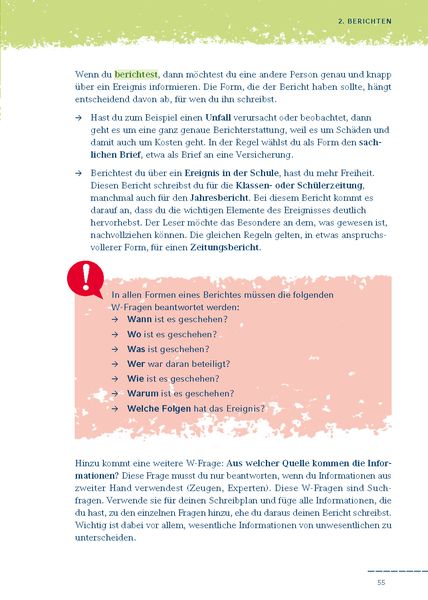 2. BERICHTEN
Wenn du berichtest, dann möchtest du eine andere Person genau und knapp
über ein Ereignis informieren. Die Form, die der Bericht haben sollte, hängt
entscheidend davon ab, für wen du ihn schreibst.
→ Hast du zum Beispiel einen Unfall verursacht oder beobachtet, dann
geht es um eine ganz genaue Berichterstattung, weil es um Schäden und
damit auch um Kosten geht. In der Regel wählst du als Form den sach-
lichen Brief, etwa als Brief an eine Versicherung.
→ Berichtest du über ein Ereignis in der Schule, hast du mehr Freiheit.
Diesen Bericht schreibst du für die Klassen- oder Schülerzeitung,
manchmal auch für den Jahresbericht. Bei diesem Bericht kommt es
darauf an, dass du die wichtigen Elemente des Ereignisses deutlich
hervorhebst. Der Leser möchte das Besondere an dem, was gewesen ist,
nachvollziehen können. Die gleichen Regeln gelten, in etwas anspruchs-
vollerer Form, für einen Zeitungsbericht.
!
In allen Formen eines Berichtes müssen die folgenden
W-Fragen beantwortet werden:
→ Wann ist es geschehen?
→ Wo ist es geschehen?
→ Was ist geschehen?
→ Wer war daran beteiligt?
→ Wie ist es geschehen?
→ Warum ist es geschehen?
→ Welche Folgen hat das Ereignis?
Hinzu kommt eine weitere W-Frage: Aus welcher Quelle kommen die Infor-
mationen? Diese Frage musst du nur beantworten, wenn du Informationen aus
zweiter Hand verwendest (Zeugen, Experten). Diese W-Fragen sind Such-
fragen. Verwende sie für deinen Schreibplan und füge alle Informationen, die
du hast, zu den einzelnen Fragen hinzu, ehe du daraus deinen Bericht schreibst.
Wichtig ist dabei vor allem, wesentliche Informationen von unwesentlichen zu
unterscheiden.
55